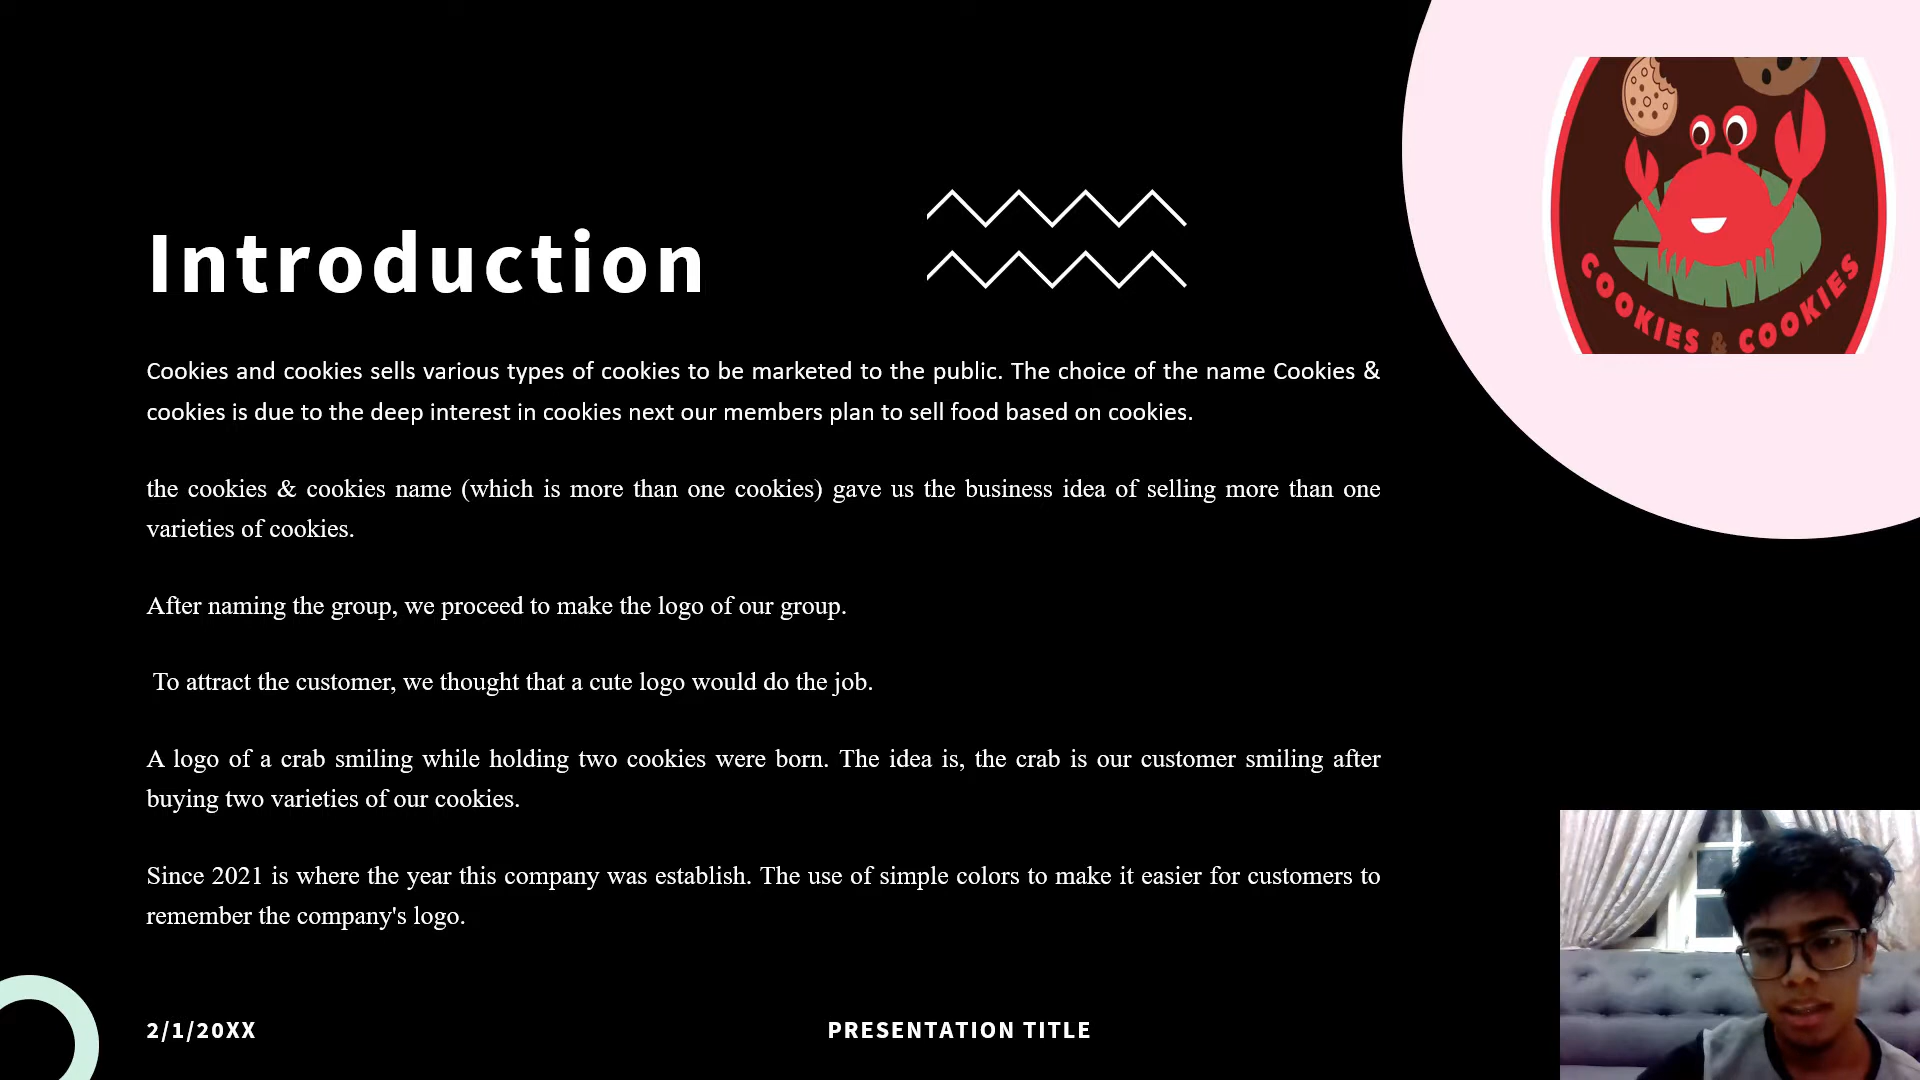 COOKIES & COOKIES
Introduction
Cookies and cookies sells various types of cookies to be marketed to the public. The choice of the name Cookies &
cookies is due to the deep interest in cookies next our members plan to sell food based on cookies.
the cookies & cookies name (which is more than one cookies) gave us the business idea of selling more than one
varieties of cookies.
After naming the group, we proceed to make the logo of our group.
To attract the customer, we thought that a cute logo would do the job.
A logo of a crab smiling while holding two cookies were born. The idea is, the crab is our customer smiling after
buying two varieties of our cookies.
Since 2021 is where the year this company was establish. The use of simple colors to make it easier for customers to
remember the company's logo.
2/1/20XX
PRESENTATION TITLE